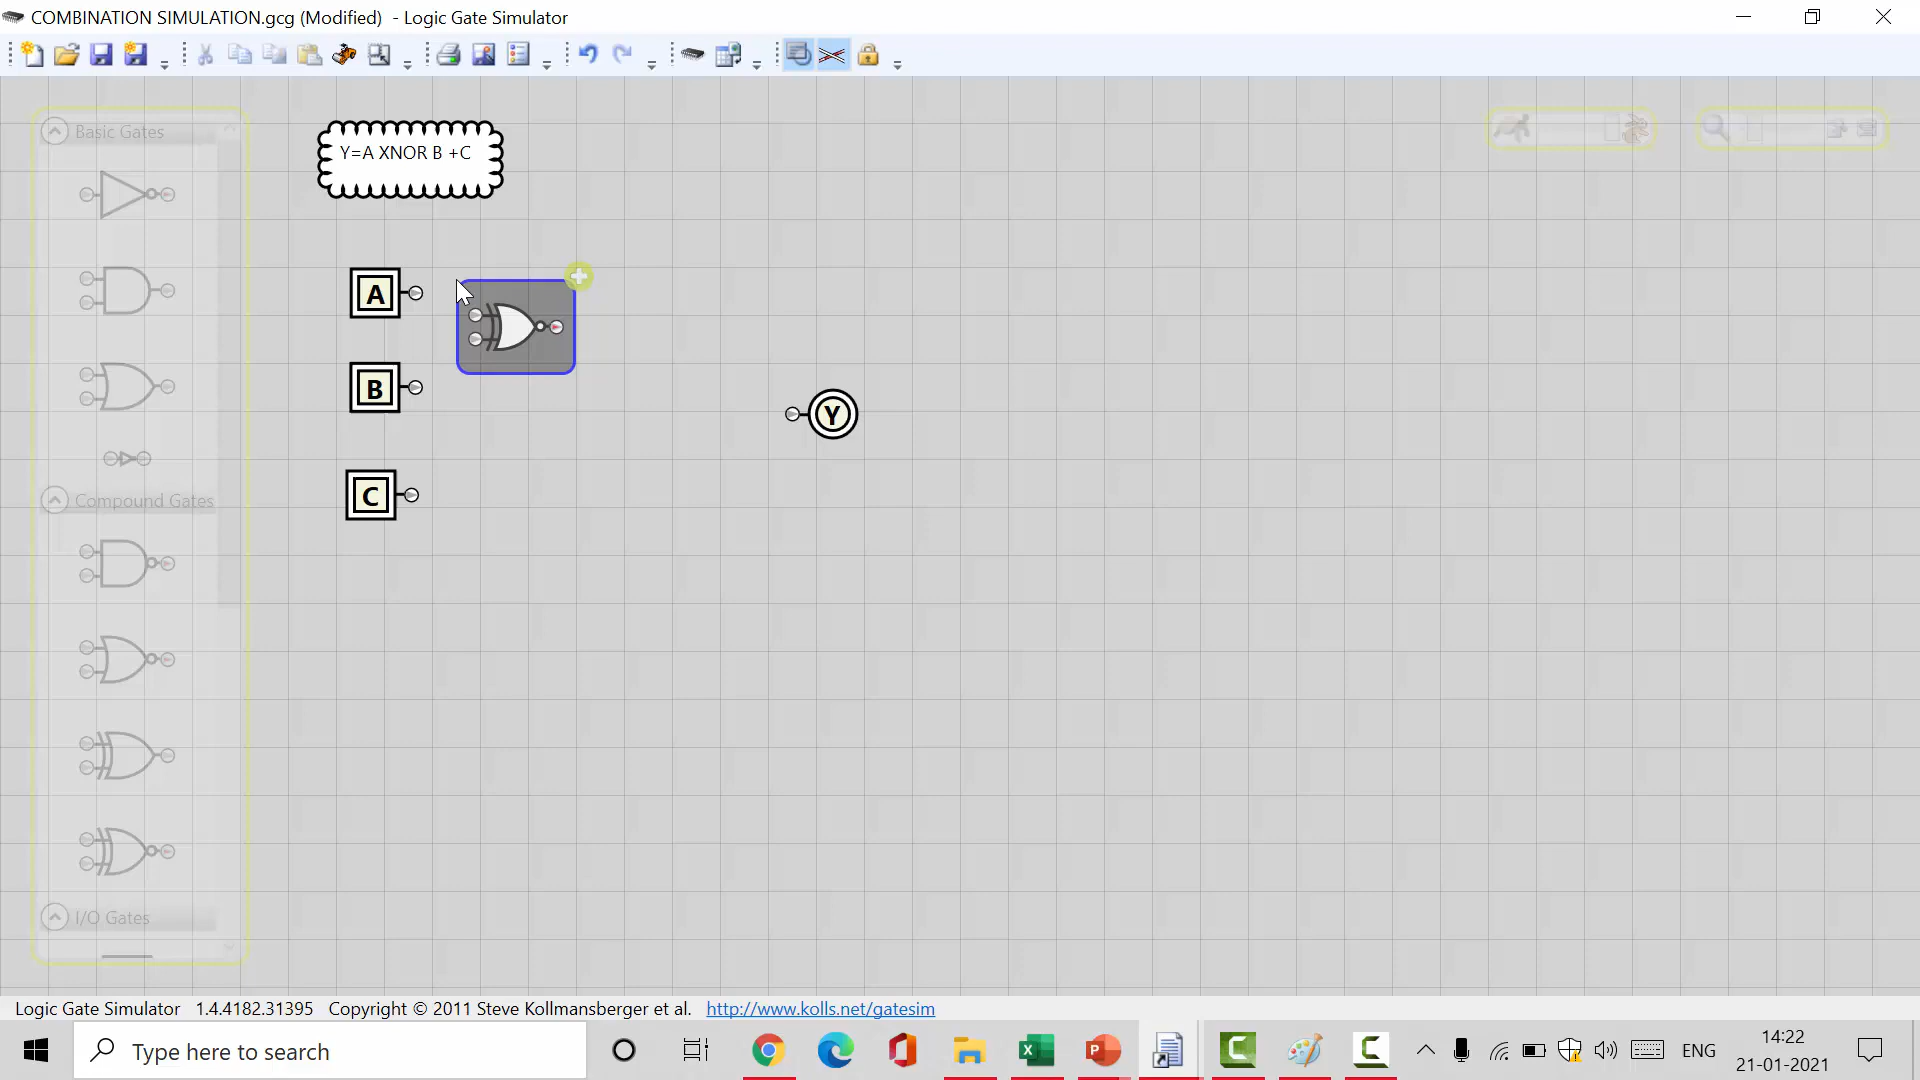 COMBINATION SIMULATION.gcg (Modified) - Logic Gate Simulator
Basic Gates
Y=A XNOR B +C
A
B
Y
C
Compound Gates
I/O Gates
Logic Gate Simulator 1.4.4182.31395 Copyright © 2011 Steve Kollmansberger et al. http://www.kolls.net/gatesim
Type here to search
ENG
14:22
21-01-2021